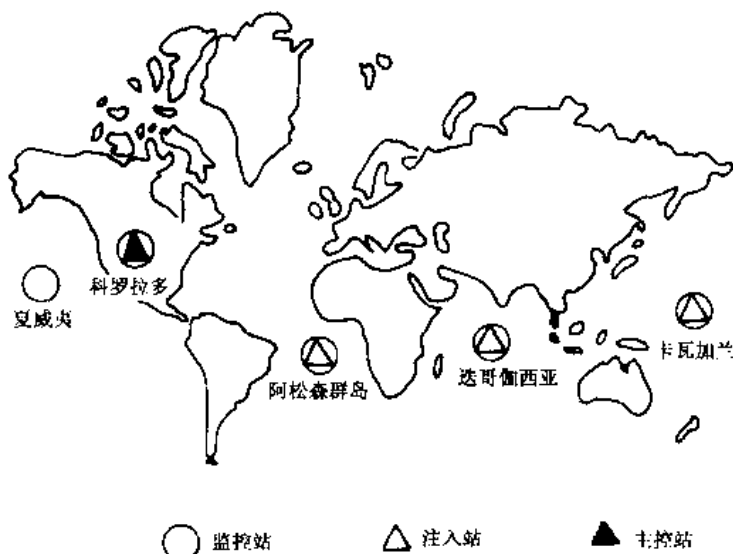 科罗拉多
夏威夷
阿松森群岛
迭哥伽西亚
卡瓦加兰
监控站
注入站
主控站